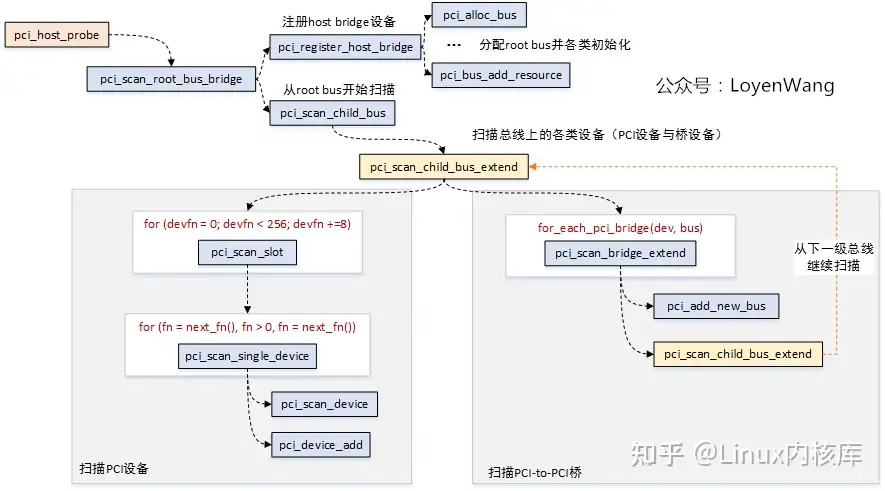 注册host bridge设备
pci_alloc_bus
pci_host_probe
pci_register_host_bridge
... 分配root bus并各类初始化
pci_scan_root_bus_bridge
pci_bus_add_resource
从root bus开始扫描
公众号：LoyenWang
pci_scan_child_bus
扫描总线上的各类设备（PCI设备与桥设备）
pci_scan_child_bus_extend
for (devfn = 0; devfn < 256; devfn +=8)
pci_scan_slot
for (fn = next_fn(), fn > 0, fn = next_fn())
pci_scan_single_device
pci_scan_device
pci_device_add
扫描PCI设备
for_each_pci_bridge(dev, bus)
pci_scan_bridge_extend
从下一级总线
继续扫描
pci_add_new_bus
pci_scan_child_bus_extend
扫描PCI-to-PCI桥
知乎 @Linux内核库